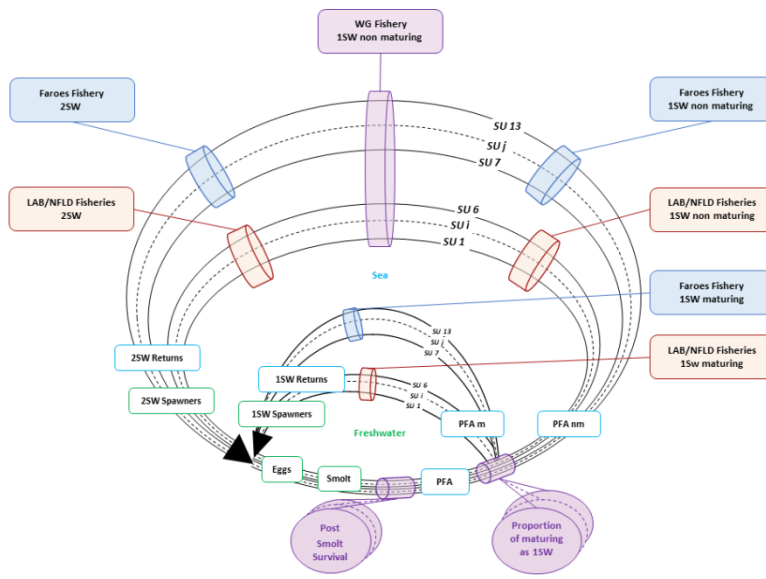 WG Fishery
1SW non maturing
Faroes Fishery
2SW
Faroes Fishery
1SW non maturing
SU 13
SU j
SU 7
LAB/NFLD Fisheries
2SW
LAB/NFLD Fisheries
1SW non maturing
SU 6
SU i
SU 1
Sea
Faroes Fishery
1SW maturing
SU 13
SU j
SU 7
LAB/NFLD Fisheries
1Sw maturing
2SW Returns
1SW Returns
SU 6
SU i
SU 1
2SW Spawners
1SW Spawners
PFA m
PFA nm
Freshwater
Eggs
Smolt
PFA
Post
Smolt
Survival
Proportion
of maturing
as 1SW